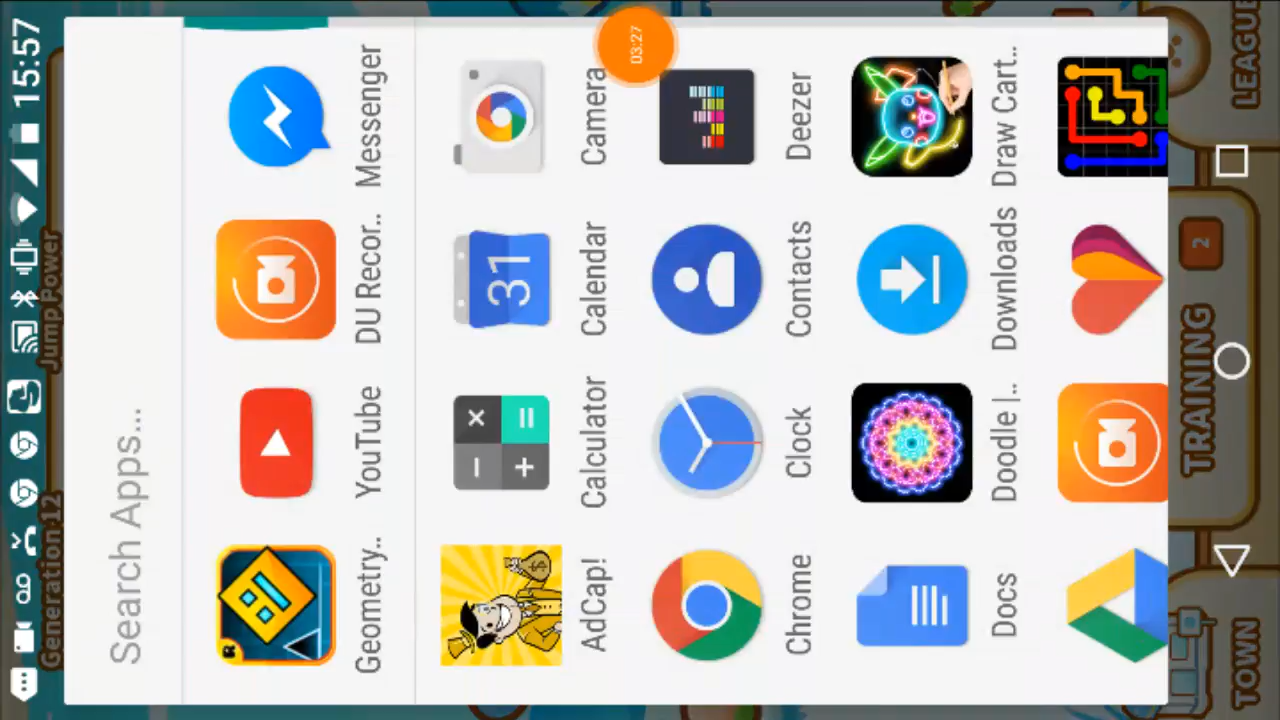 15:57
03:27
Search Apps...
Geometry..
YouTube
DU Recor..
Messenger
AdCap!
Calculator
Calendar
31
Camera
Chrome
Clock
Contacts
Deezer
Docs
Doodle |..
Downloads
Draw Cart..
Generation 12
Jump Power
TOWN
TRAINING
2
LEAGUE